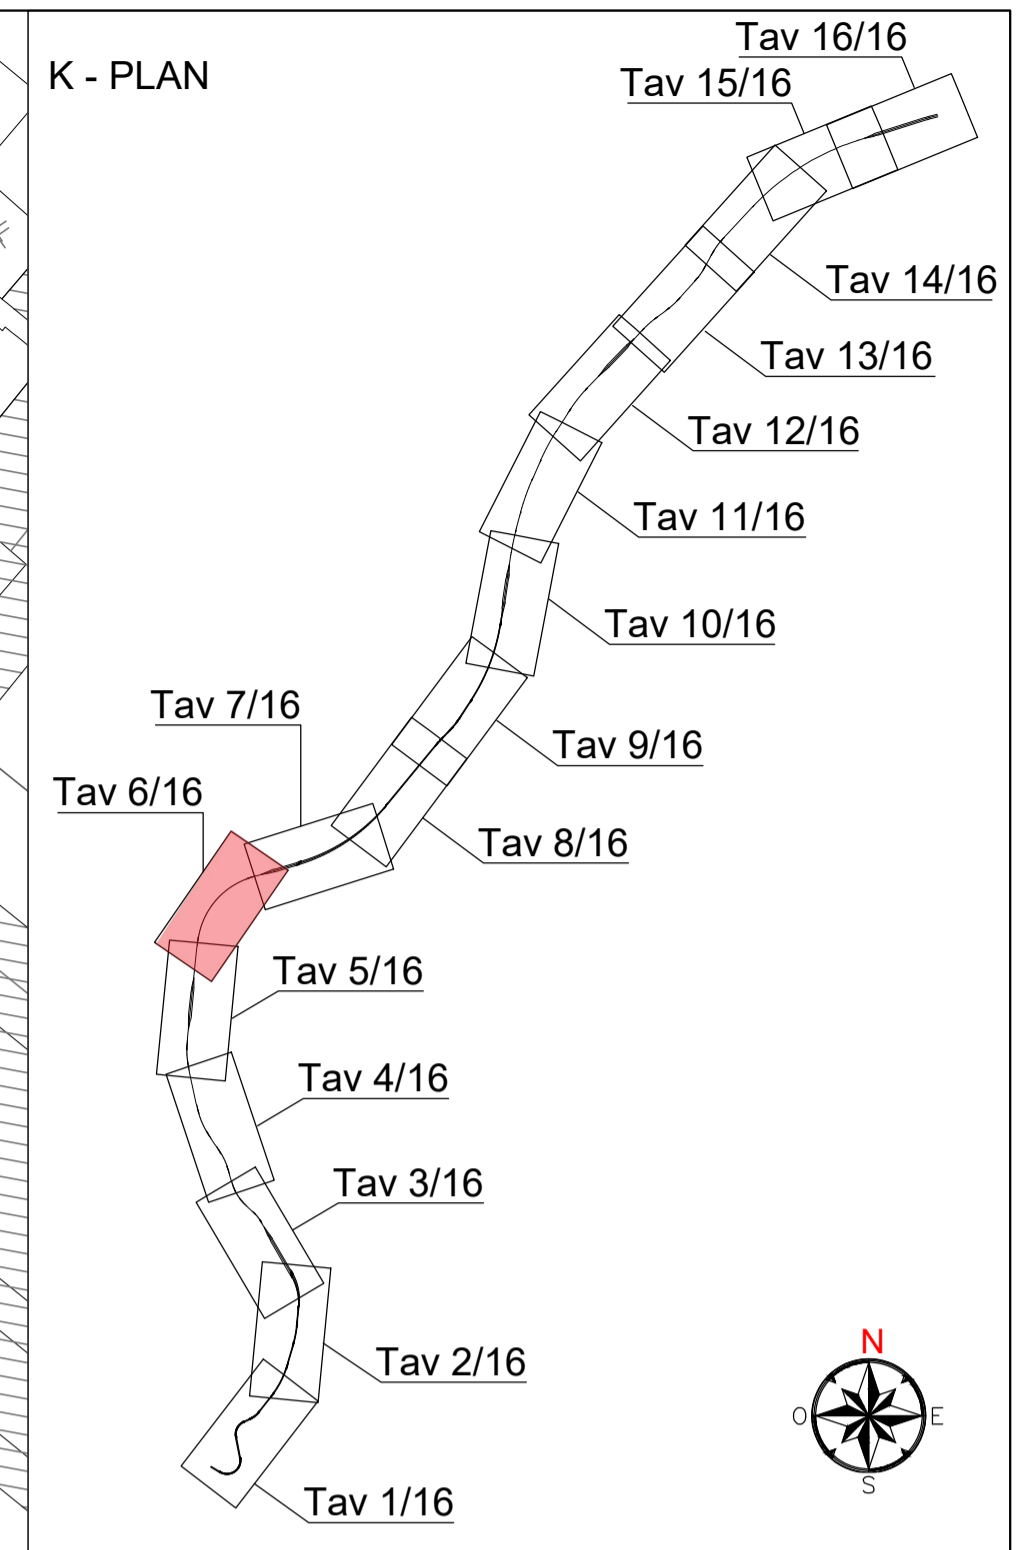 K - PLAN
Tav 16/16
Tav 15/16
Tav 14/16
Tav 13/16
Tav 12/16
Tav 11/16
Tav 10/16
Tav 7/16
Tav 9/16
Tav 6/16
Tav 8/16
Tav 5/16
Tav 4/16
Tav 3/16
Tav 2/16
Tav 1/16
N
O
E
S